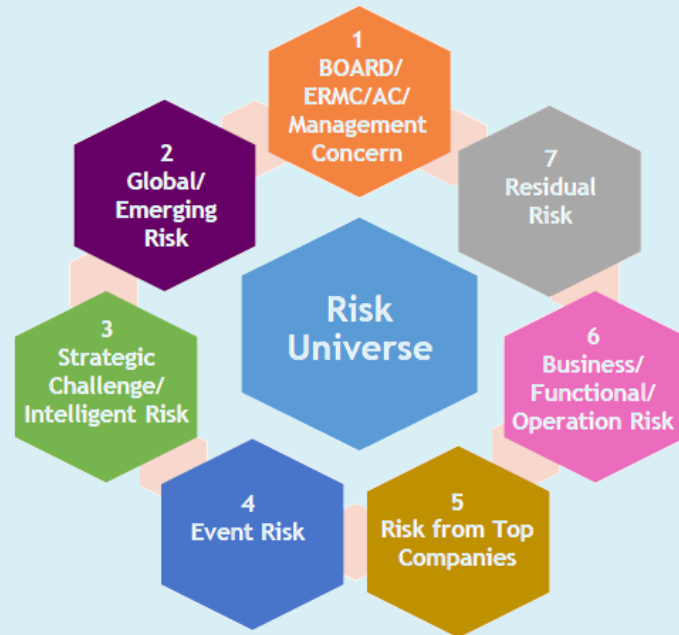 1
BOARD/
ERMC/AC/
Management
Concern
2
Global/
Emerging
Risk
3
Strategic
Challenge/
Intelligent Risk
4
Event Risk
5
Risk from Top
Companies
6
Business/
Functional/
Operation Risk
7
Residual
Risk
Risk
Universe